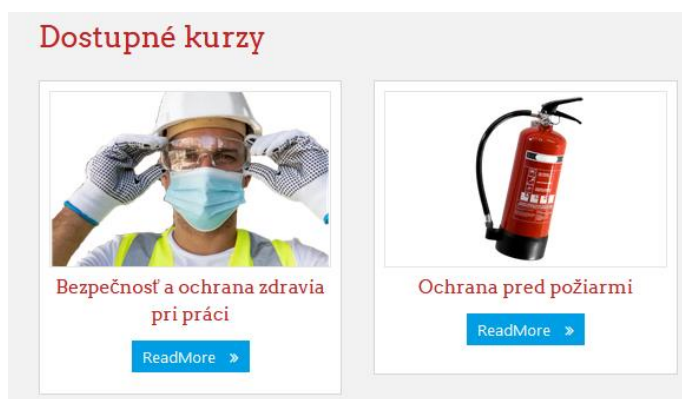 Dostupné kurzy
Bezpečnosť a ochrana zdravia
pri práci
ReadMore »
Ochrana pred požiarmi
ReadMore »